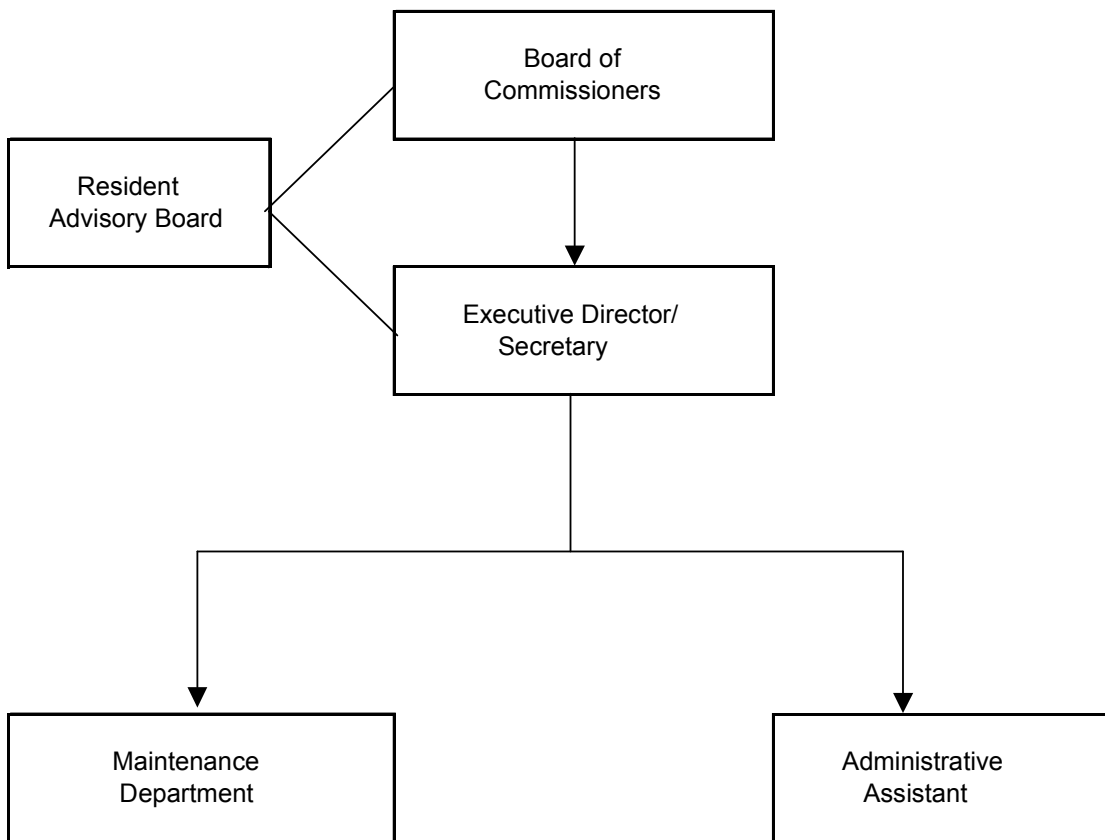 Board of
Commissioners
Resident
Advisory Board
Executive Director/
Secretary
Maintenance
Department
Administrative
Assistant